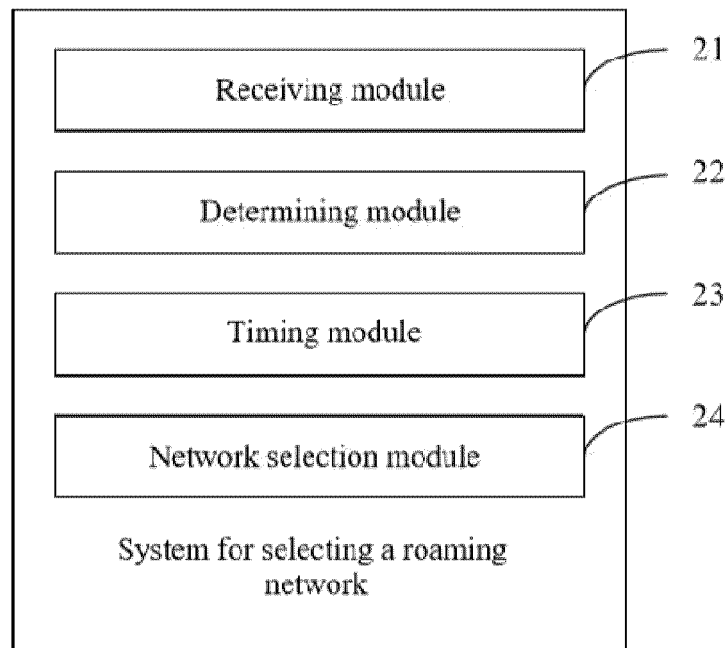 Receiving module
21
Determining module
22
Timing module
23
Network selection module
24
System for selecting a roaming
network